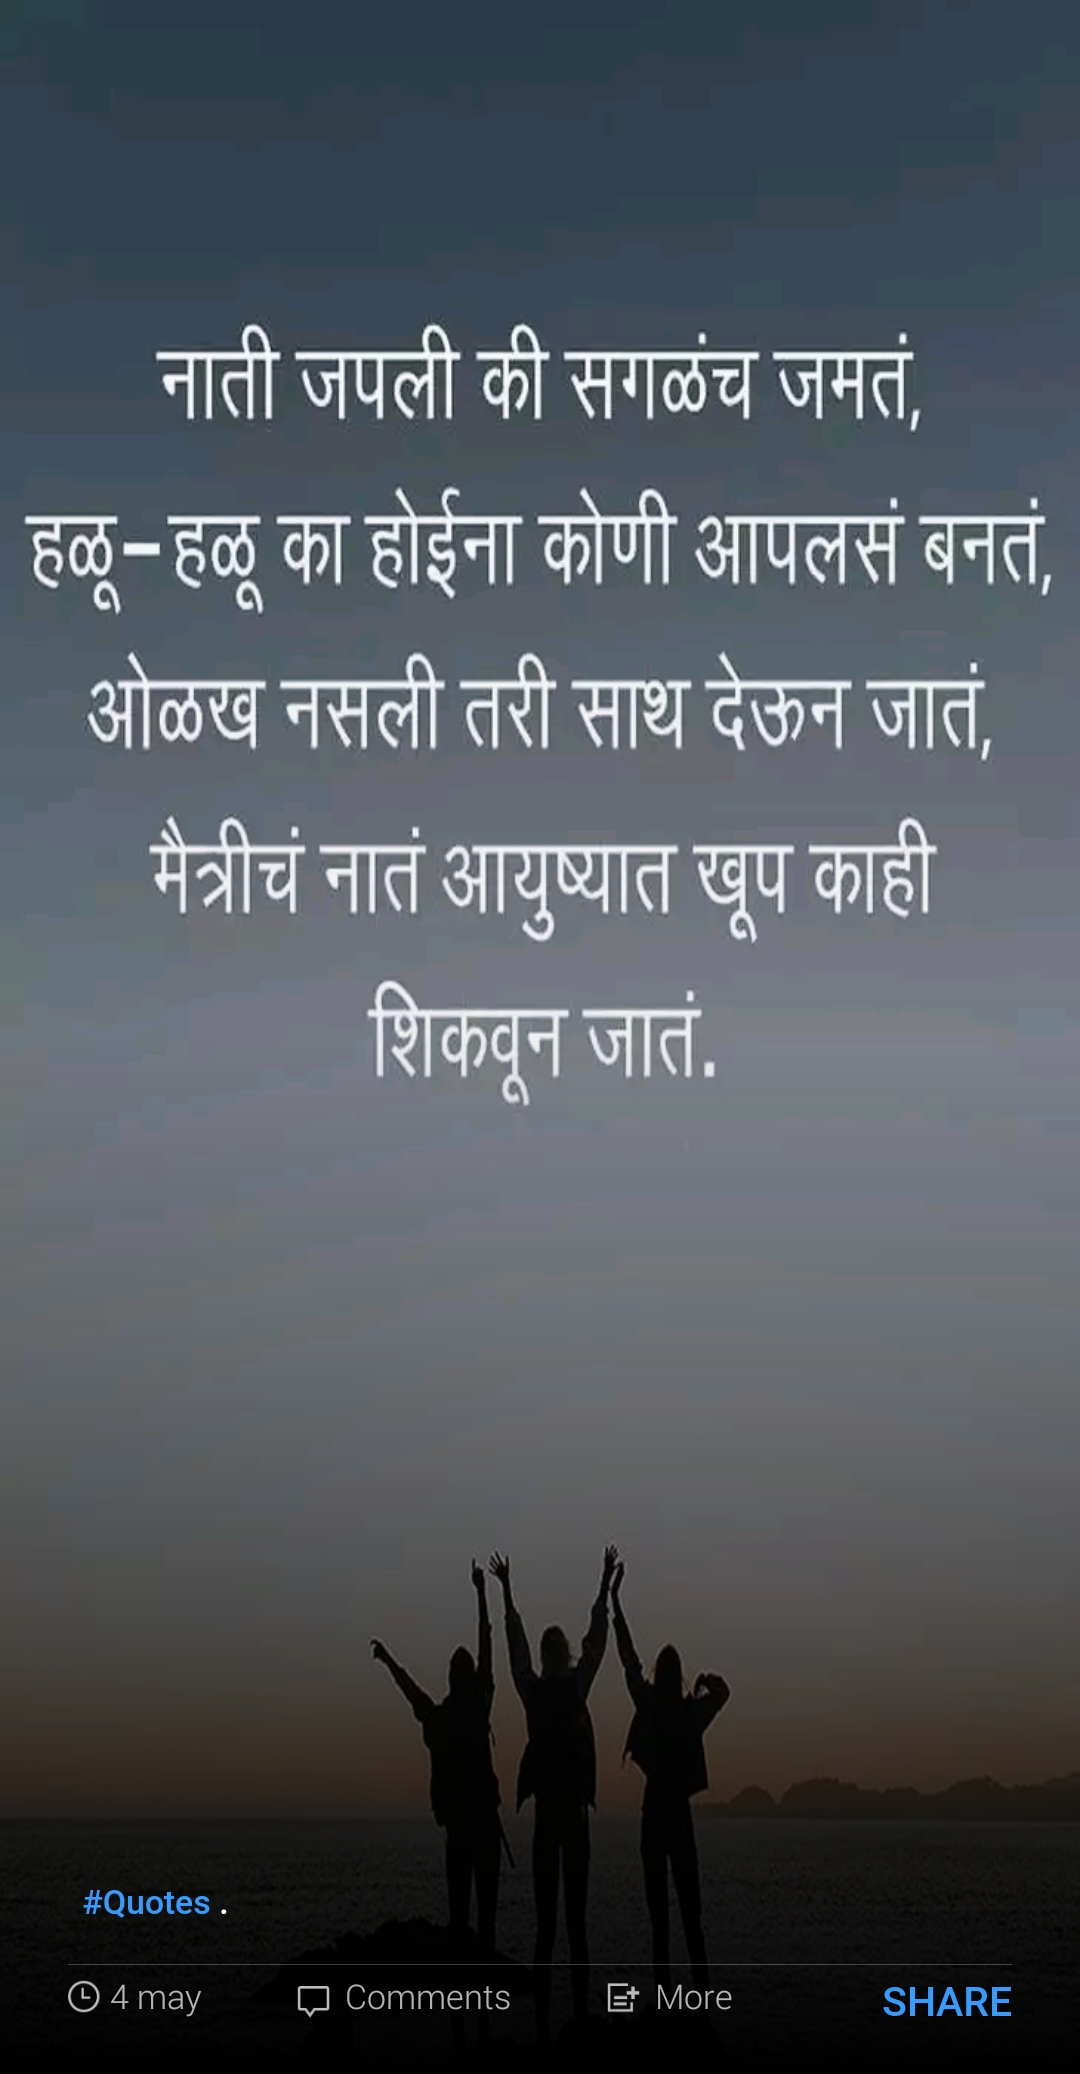 नाती जपली की सगळंच जमतं,
हळू-हळू का होईना कोणी आपलसं बनतं,
ओळख नसली तरी साथ देऊन जातं,
मैत्रीचं नातं आयुष्यात खूप काही
शिकवून जातं.
#Quotes .
4 may Comments More SHARE